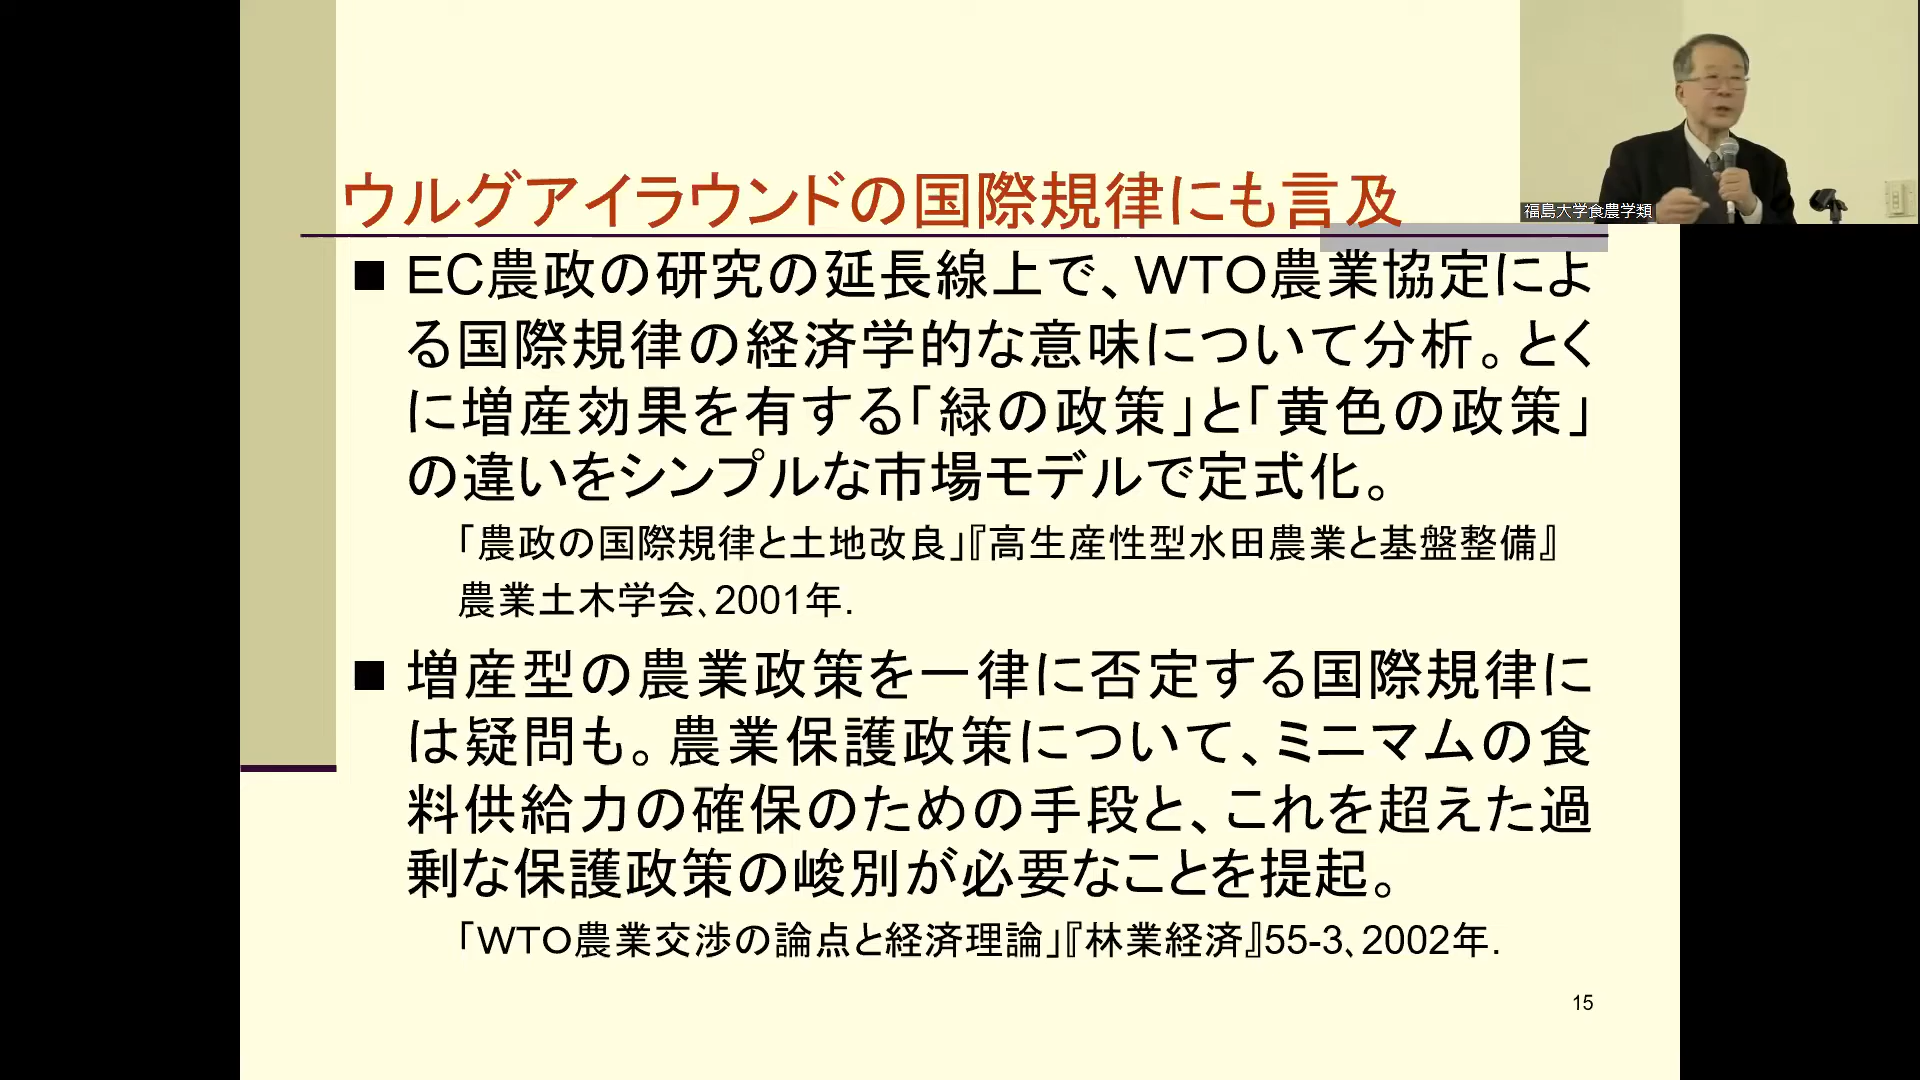 ウルグアイラウンドの国際規律にも言及
福島大学食農学類
■ EC農政の研究の延長線上で、WTO農業協定によ
る国際規律の経済学的な意味について分析。とく
に増産効果を有する「緑の政策」と「黄色の政策」
の違いをシンプルな市場モデルで定式化。
「農政の国際規律と土地改良」『高生産性型水田農業と基盤整備』
農業土木学会、2001年.
■ 増産型の農業政策を一律に否定する国際規律に
は疑問も。農業保護政策について、ミニマムの食
料供給力の確保のための手段と、これを超えた過
剰な保護政策の峻別が必要なことを提起。
「WTO農業交渉の論点と経済理論」『林業経済』55-3、2002年.
15